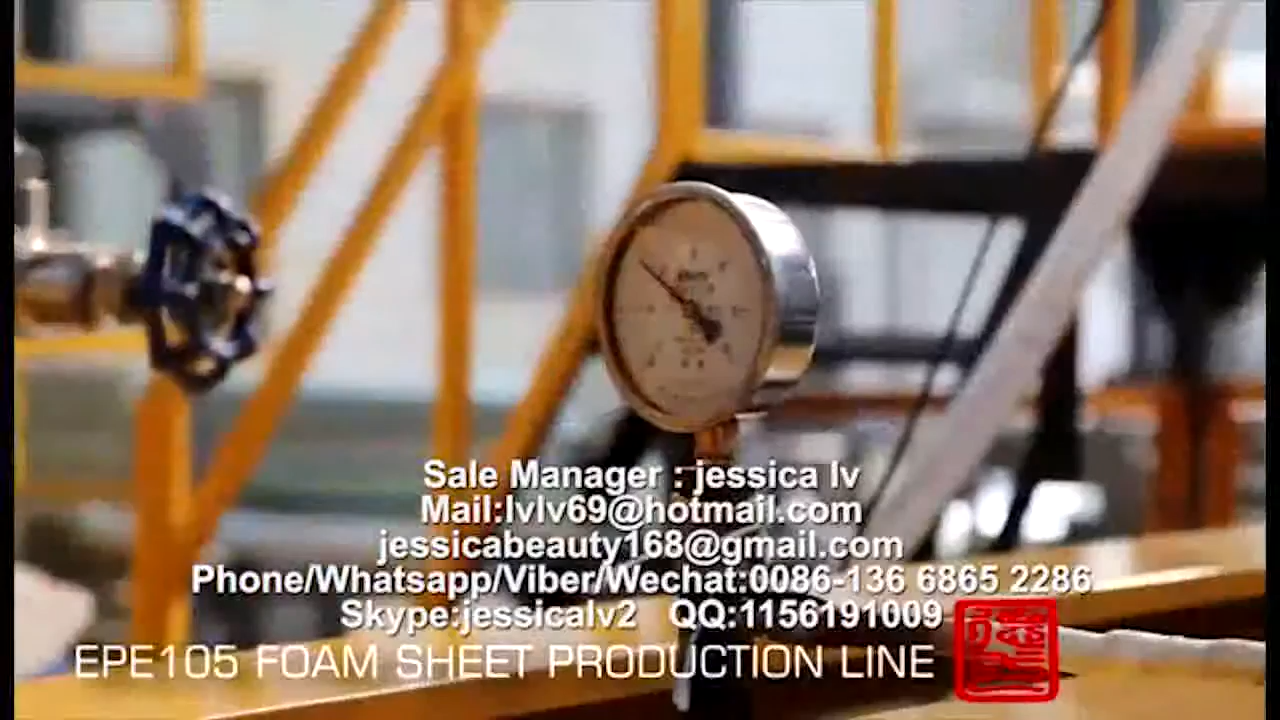 Sale Manager : jessica lv
Mail:lvlv69@hotmail.com
jessicabeauty168@gmail.com
Phone/Whatsapp/Viber/Wechat:0086-136 6865 2286
Skype:jessicalv2 QQ:1156191009
EPE105 FOAM SHEET PRODUCTION LINE